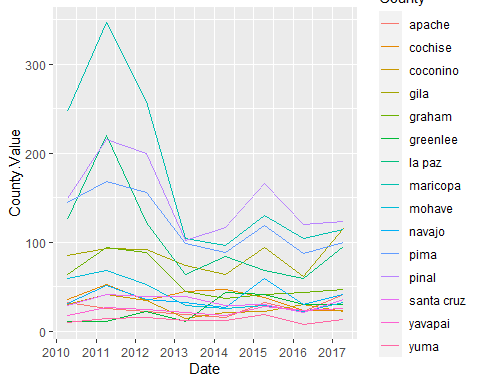 County
apache
cochise
coconino
gila
graham
greenlee
la paz
maricopa
mohave
navajo
pima
pinal
santa cruz
yavapai
yuma
County.Value
300
200
100
0
2010 2011 2012 2013 2014 2015 2016 2017
Date